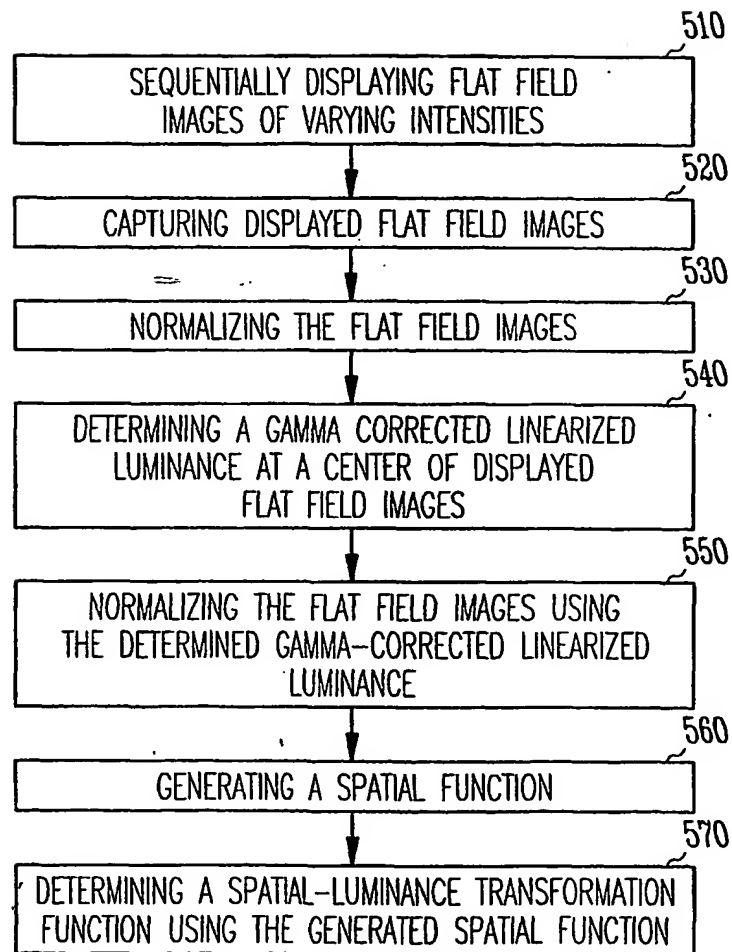 510
SEQUENTIALLY DISPLAYING FLAT FIELD
IMAGES OF VARYING INTENSITIES
520
CAPTURING DISPLAYED FLAT FIELD IMAGES
530
NORMALIZING THE FLAT FIELD IMAGES
540
DETERMINING A GAMMA CORRECTED LINEARIZED
LUMINANCE AT A CENTER OF DISPLAYED
FLAT FIELD IMAGES
550
NORMALIZING THE FLAT FIELD IMAGES USING
THE DETERMINED GAMMA-CORRECTED LINEARIZED
LUMINANCE
560
GENERATING A SPATIAL FUNCTION
570
DETERMINING A SPATIAL-LUMINANCE TRANSFORMATION
FUNCTION USING THE GENERATED SPATIAL FUNCTION